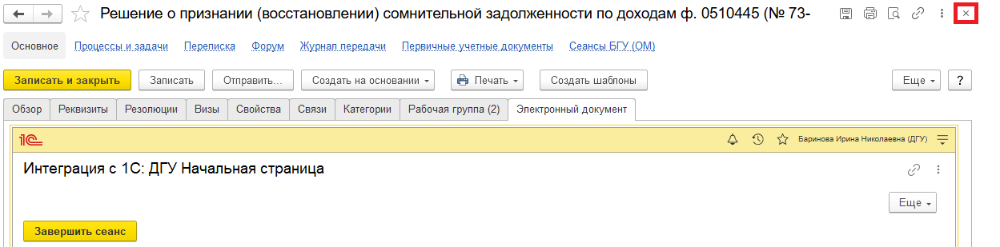 Решение о признании (восстановлении) сомнительной задолженности по доходам ф. 0510445 (№ 73-
Основное Процессы и задачи Переписка Форум Журнал передачи Первичные учетные документы Сеансы БГУ (ОМ)
Записать и закрыть Записать Отправить... Создать на основании Печать Создать шаблоны Еще ?
Обзор Реквизиты Резолюции Визы Свойства Связи Категории Рабочая группа (2) Электронный документ
1С Баринова Ирина Николаевна (ДГУ)
Интеграция с 1С: ДГУ Начальная страница
Еще
Завершить сеанс